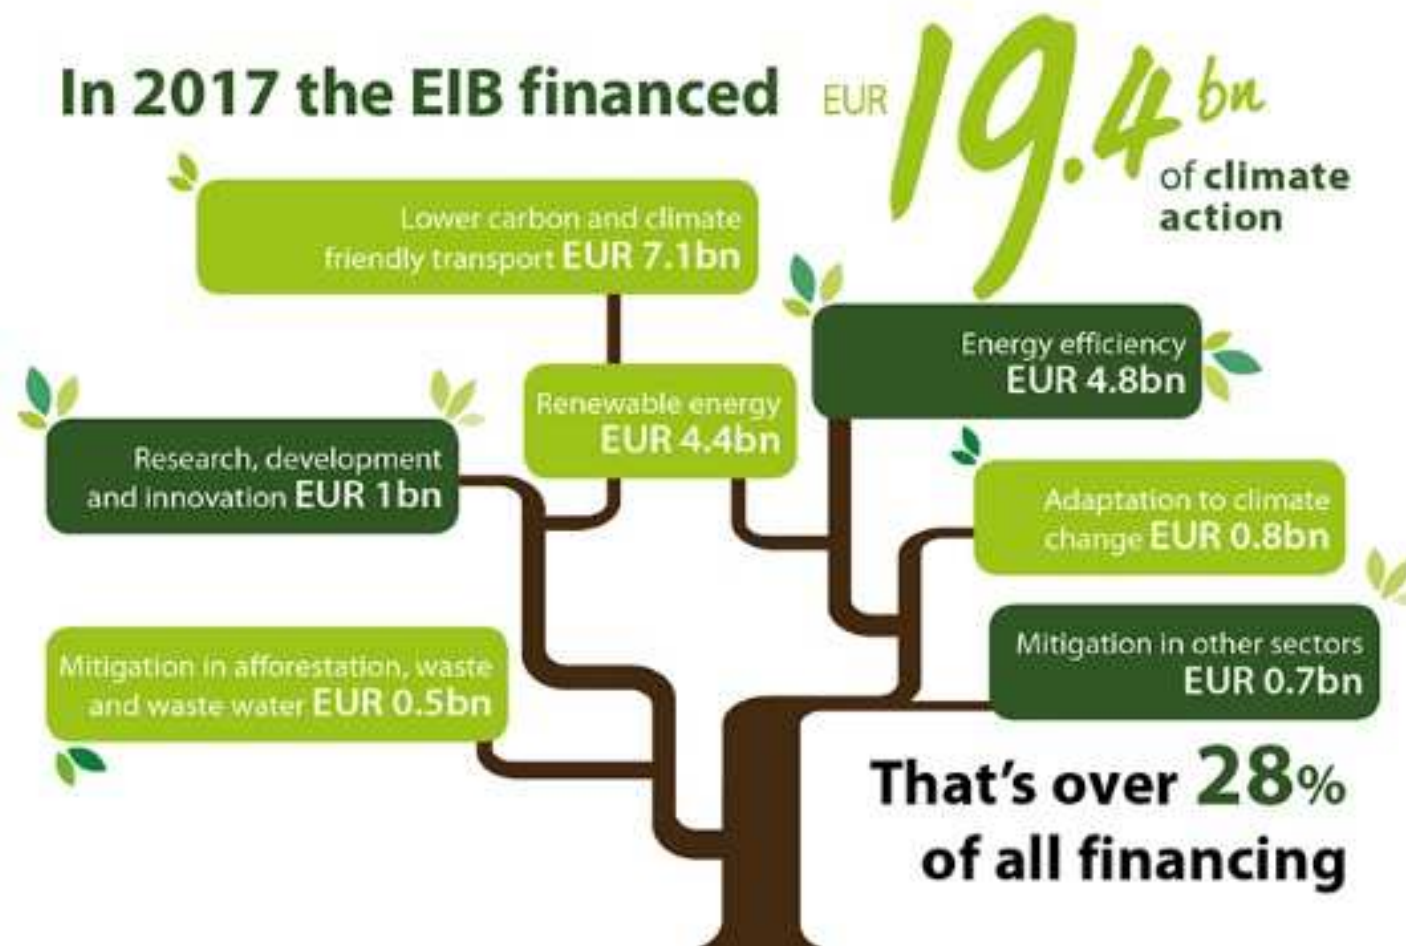 In 2017 the EIB financed EUR 19.4 bn
of climate
action
Lower carbon and climate
friendly transport EUR 7.1bn
Energy efficiency
EUR 4.8bn
Renewable energy
EUR 4.4bn
Research, development
and innovation EUR 1bn
Adaptation to climate
change EUR 0.8bn
Mitigation in other sectors
EUR 0.7bn
Mitigation in afforestation, waste
and waste water EUR 0.5bn
That's over 28%
of all financing